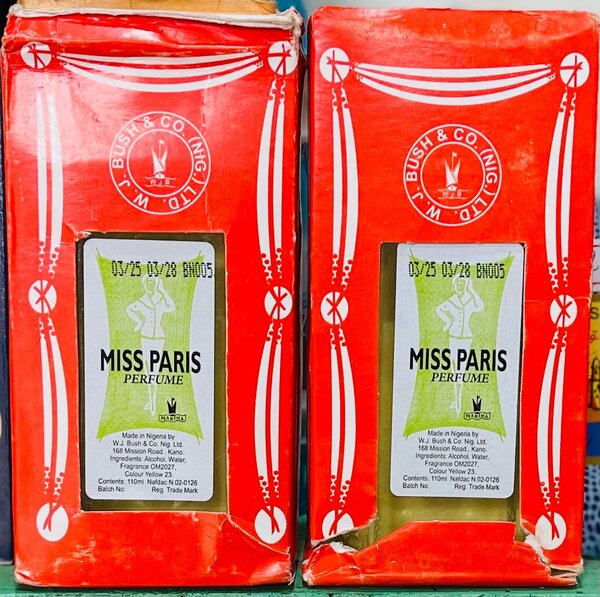 W. J. BUSH & CO. (NIG.) LTD.
W J B
03/25 03/28 BN005
MISS PARIS
PERFUME
MARINA
Made in Nigeria by
W.J. Bush & Co. Nig. Ltd.
168 Mission Road., Kano.
Ingredients: Alcohol, Water,
Fragrance OM2027,
Colour Yellow 23.
Contents: 110ml Nafdac N.02-0126
Batch No: Reg. Trade Mark
W. J. BUSH & CO. (NIG.) LTD.
W J B
03/25 03/28 BN005
MISS PARIS
PERFUME
MARINA
Made in Nigeria by
W.J. Bush & Co. Nig. Ltd.
168 Mission Road., Kano.
Ingredients: Alcohol, Water,
Fragrance OM2027,
Colour Yellow 23.
Contents: 110ml Nafdac N.02-0126
Batch No: Reg. Trade Mark